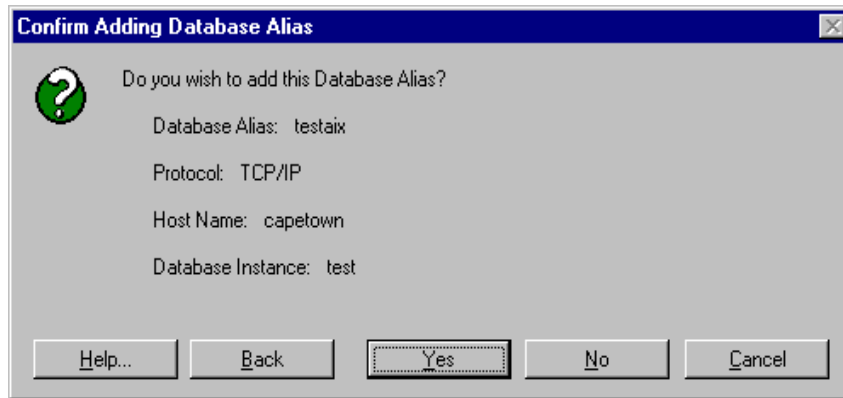 Confirm Adding Database Alias
Do you wish to add this Database Alias?
Database Alias: testaix
Protocol: TCP/IP
Host Name: capetown
Database Instance: test
Help... Back Yes No Cancel